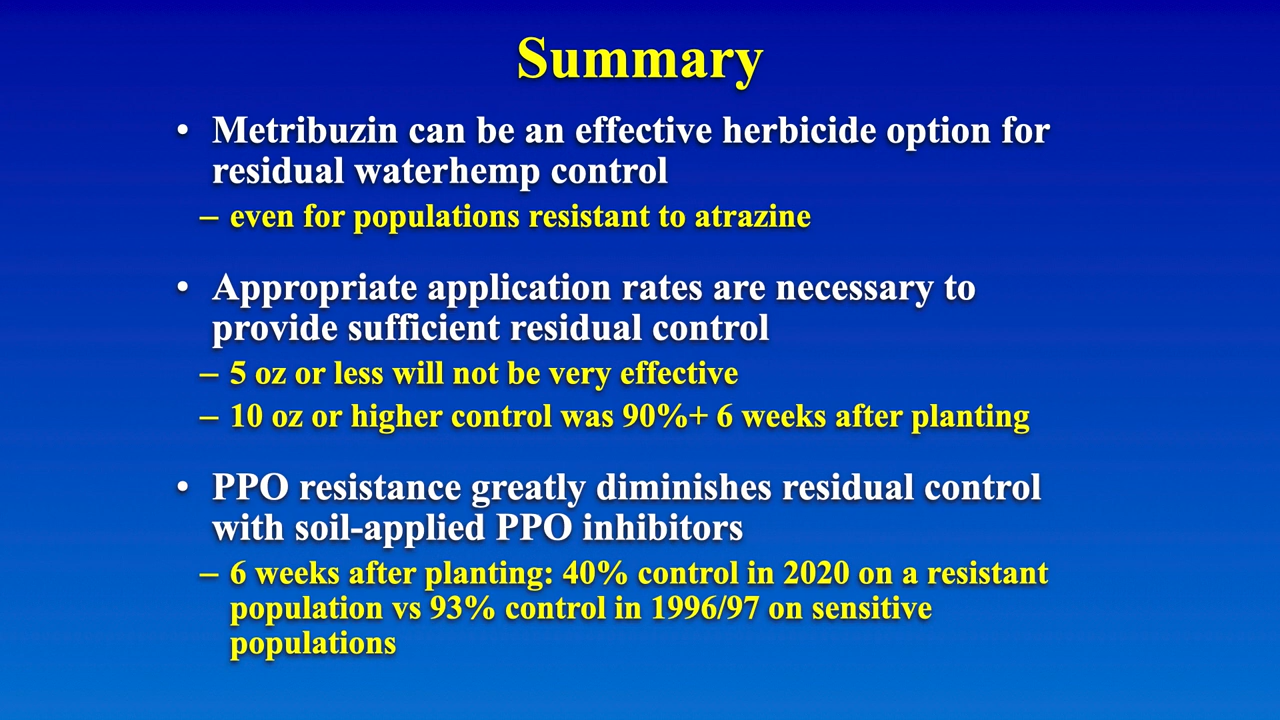 Summary
• Metribuzin can be an effective herbicide option for
residual waterhemp control
– even for populations resistant to atrazine
• Appropriate application rates are necessary to
provide sufficient residual control
– 5 oz or less will not be very effective
– 10 oz or higher control was 90%+ 6 weeks after planting
• PPO resistance greatly diminishes residual control
with soil-applied PPO inhibitors
– 6 weeks after planting: 40% control in 2020 on a resistant
population vs 93% control in 1996/97 on sensitive
populations